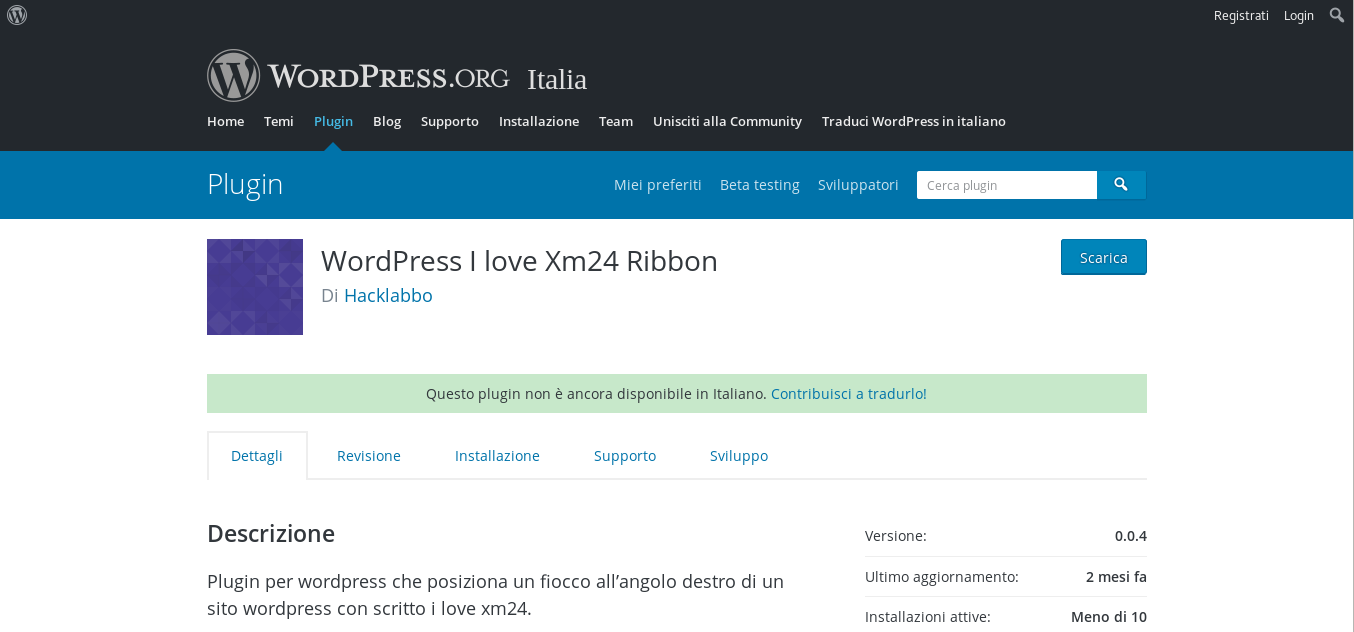 Registrati Login
WORDPRESS.ORG Italia
Home Temi Plugin Blog Supporto Installazione Team Unisciti alla Community Traduci WordPress in italiano
Plugin Miei preferiti Beta testing Sviluppatori Cerca plugin
WordPress I love Xm24 Ribbon Scarica
Di Hacklabbo
Questo plugin non è ancora disponibile in Italiano. Contribuisci a tradurlo!
Dettagli Revisione Installazione Supporto Sviluppo
Descrizione
Plugin per wordpress che posiziona un fiocco all’angolo destro di un
sito wordpress con scritto i love xm24.
Versione: 0.0.4
Ultimo aggiornamento: 2 mesi fa
Installazioni attive: Meno di 10